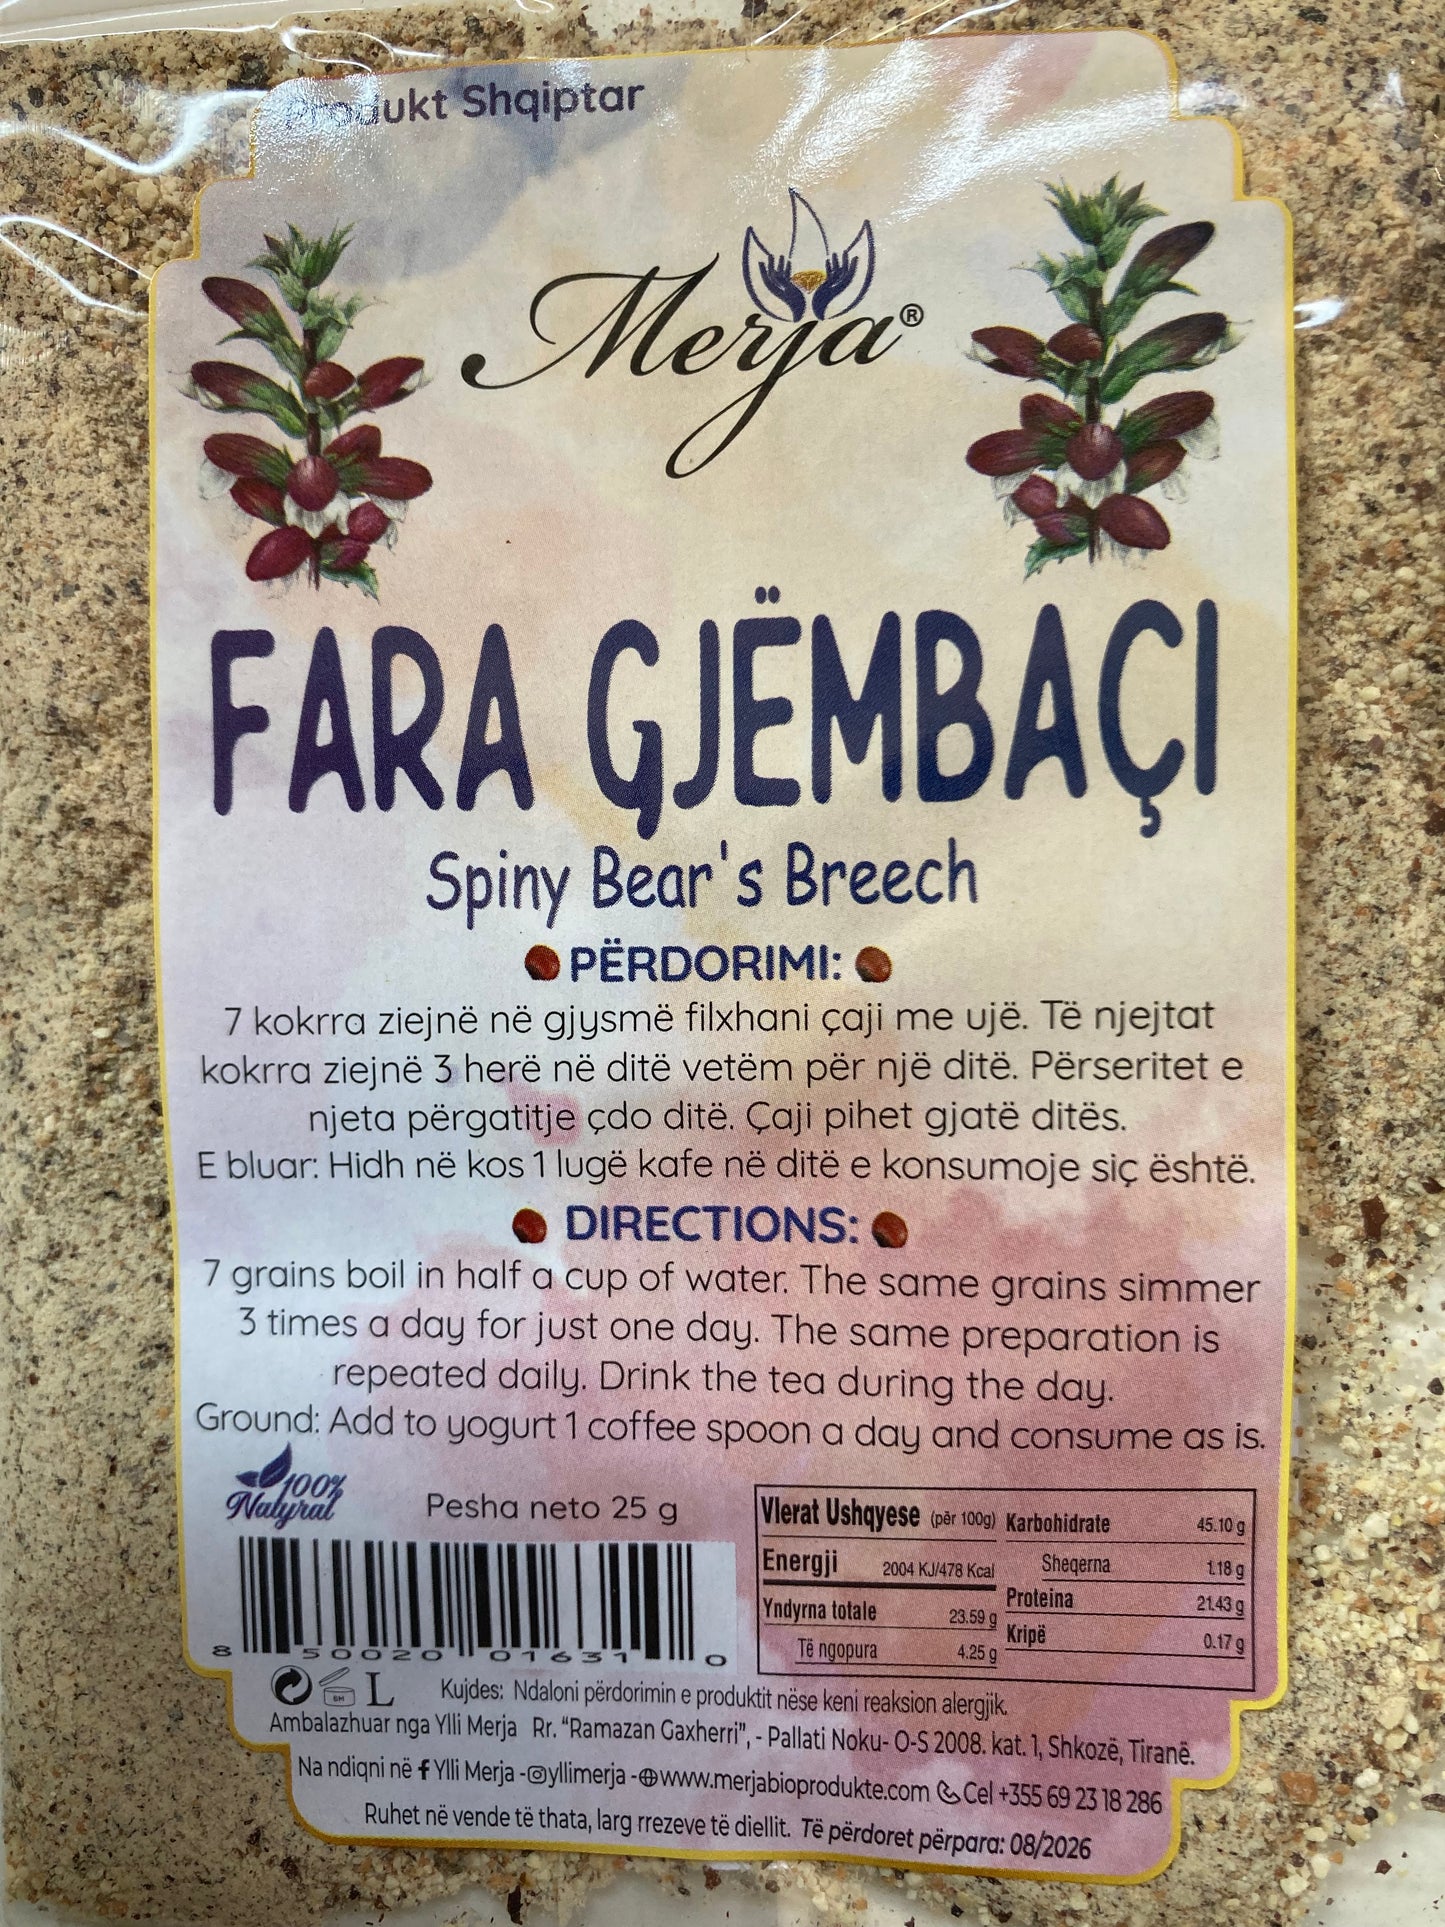 Produkt Shqiptar
Merja®
FARA GJËMBAÇI
Spiny Bear's Breech
PËRDORIMI:
7 kokrra ziejnë në gjysmë filxhani çaji me ujë. Të njejtat
kokrra ziejnë 3 herë në ditë vetëm për një ditë. Përseritet e
njeta përgatitje çdo ditë. Çaji pihet gjatë ditës.
E bluar: Hidh në kos 1 lugë kafe në ditë e konsumoje siç është.
DIRECTIONS:
7 grains boil in half a cup of water. The same grains simmer
3 times a day for just one day. The same preparation is
repeated daily. Drink the tea during the day.
Ground: Add to yogurt 1 coffee spoon a day and consume as is.
100%
Natyral
Pesha neto 25 g
Vlerat Ushqyese (për 100g)
Energji 2004 KJ/478 Kcal
Yndyrna totale 23.59 g
Të ngopura 4.25 g
Karbohidrate 45.10 g
Sheqerna 1.18 g
Proteina 21.43 g
Kripë 0.17 g
8 50020 01631 0
8M L
Kujdes: Ndaloni përdorimin e produktit nëse keni reaksion alergjik.
Ambalazhuar nga Ylli Merja Rr. "Ramazan Gaxherri", - Pallati Noku- O-S 2008. kat. 1, Shkozë, Tiranë.
Na ndiqni në f Ylli Merja - yllimerja - www.merjabioprodukte.com Cel +355 69 23 18 286
Ruhet në vende të thata, larg rrezeve të diellit. Të përdoret përpara: 08/2026